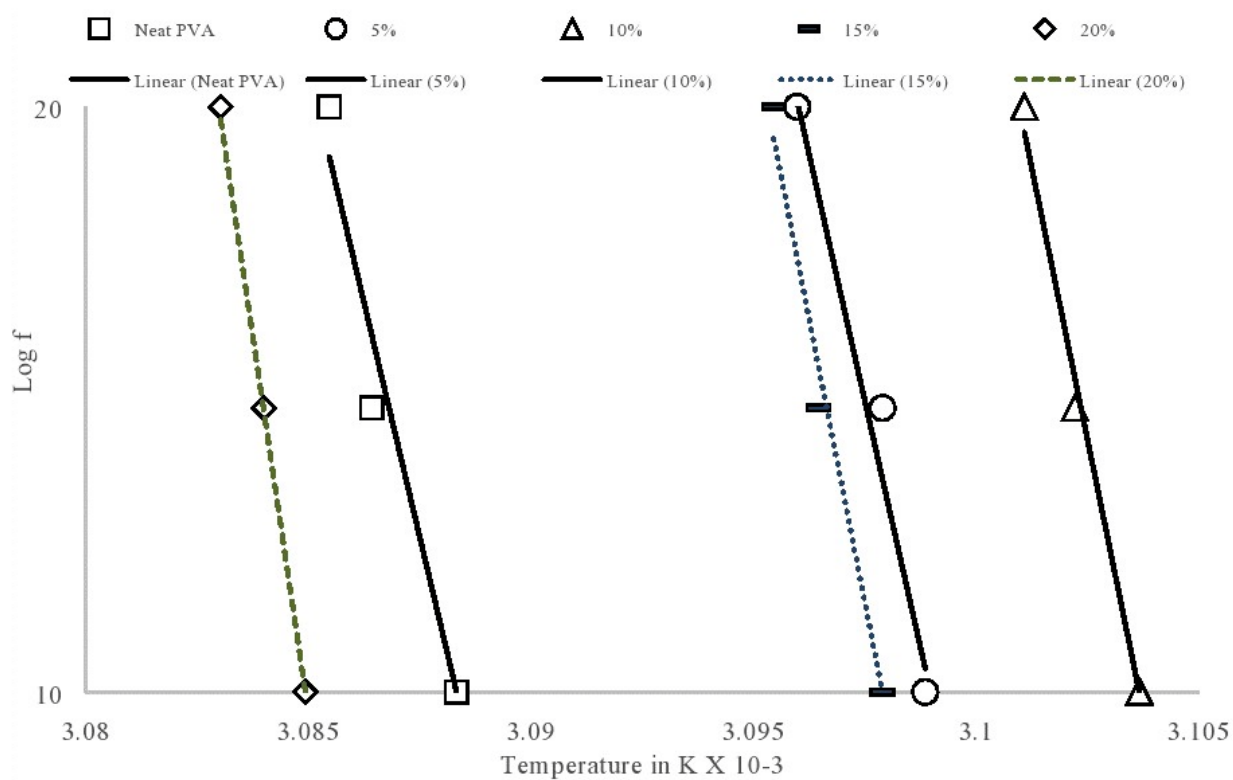 Neat PVA 5% 10% 15% 20%
Linear (Neat PVA) Linear (5%) Linear (10%) Linear (15%) Linear (20%)
20
Log f
10
3.08 3.085 3.09 3.095 3.1 3.105
Temperature in K X 10-3